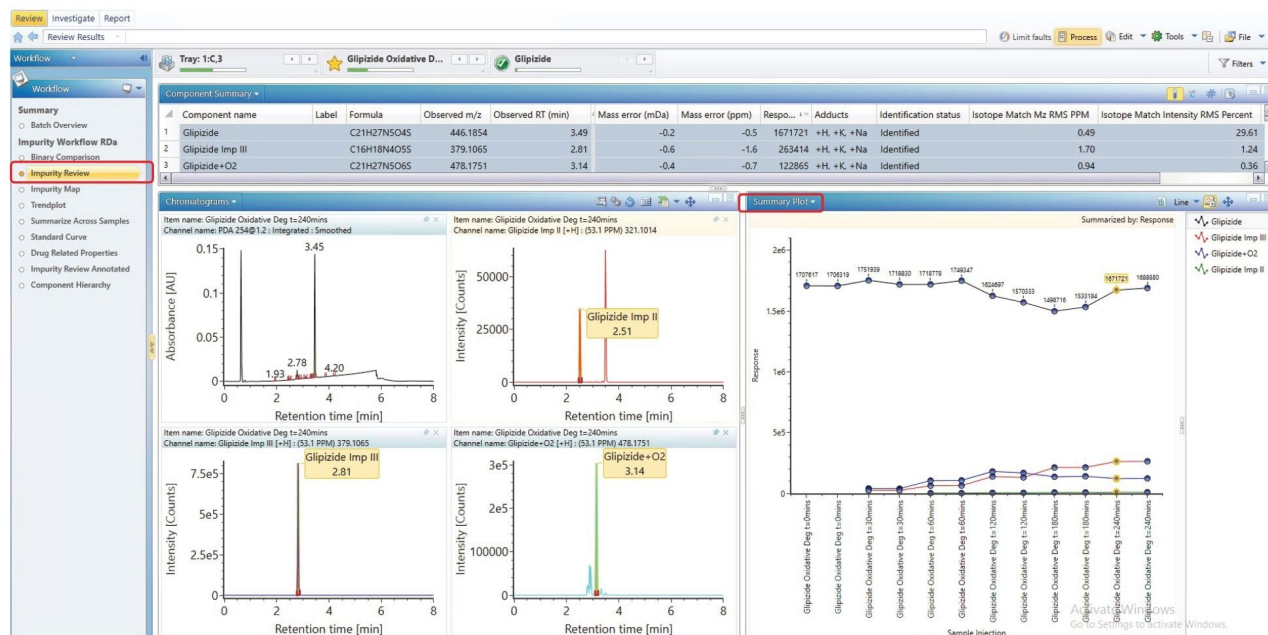 Review Investigate Report
Review Results
Limit faults Process Edit Tools File
Workflow
Tray: 1:C,3 Glipizide Oxidative D... Glipizide
Filters
Workflow
Summary
Batch Overview
Impurity Workflow RDa
Binary Comparison
Impurity Review
Impurity Map
Trendplot
Summarize Across Samples
Standard Curve
Drug Related Properties
Impurity Review Annotated
Component Hierarchy
Component Summary
Component name Label Formula Observed m/z Observed RT (min) Mass error (mDa) Mass error (ppm) Respo... Adducts Identification status Isotope Match Mz RMS PPM Isotope Match Intensity RMS Percent
1 Glipizide C21H27N5O4S 446.1854 3.49 -0.2 -0.5 1671721 +H, +K, +Na Identified 0.49 29.61
2 Glipizide Imp III C16H18N4O5S 379.1065 2.81 -0.6 -1.6 263414 +H, +K, +Na Identified 1.70 1.24
3 Glipizide+O2 C21H27N5O6S 478.1751 3.14 -0.4 -0.7 122865 +H, +K, +Na Identified 0.94 0.36
Chromatograms
Item name: Glipizide Oxidative Deg t=240mins
Channel name: PDA 254@1.2 : Integrated : Smoothed
0.15
0.1
0.05
0
Absorbance [AU]
3.45
1.93
2.78
4.20
0 2 4 6 8
Retention time [min]
Item name: Glipizide Oxidative Deg t=240mins
Channel name: Glipizide Imp II [+H] : (53.1 PPM) 321.1014
50000
25000
0
Intensity [Counts]
Glipizide Imp II
2.51
0 2 4 6 8
Retention time [min]
Item name: Glipizide Oxidative Deg t=240mins
Channel name: Glipizide Imp III [+H] : (53.1 PPM) 379.1065
7.5e5
5e5
2.5e5
0
Intensity [Counts]
Glipizide Imp III
2.81
0 2 4 6 8
Retention time [min]
Item name: Glipizide Oxidative Deg t=240mins
Channel name: Glipizide+O2 [+H] : (53.1 PPM) 478.1751
3e5
2e5
100000
0
Intensity [Counts]
Glipizide+O2
3.14
0 2 4 6 8
Retention time [min]
Summary Plot
Line
Summarized by: Response
Glipizide
Glipizide Imp III
Glipizide+O2
Glipizide Imp II
2e6
1.5e6
1e6
5e5
0
Response
1707617 1706319 1751939 1718830 1718778 1749347 1624697 1570333 1498716 1533184 1671721 1688880
Glipizide Oxidative Deg t=0mins
Glipizide Oxidative Deg t=0mins
Glipizide Oxidative Deg t=30mins
Glipizide Oxidative Deg t=30mins
Glipizide Oxidative Deg t=60mins
Glipizide Oxidative Deg t=60mins
Glipizide Oxidative Deg t=120mins
Glipizide Oxidative Deg t=120mins
Glipizide Oxidative Deg t=180mins
Glipizide Oxidative Deg t=180mins
Glipizide Oxidative Deg t=240mins
Glipizide Oxidative Deg t=240mins
Sample Injection
Activate Windows
Go to Settings to activate Windows.